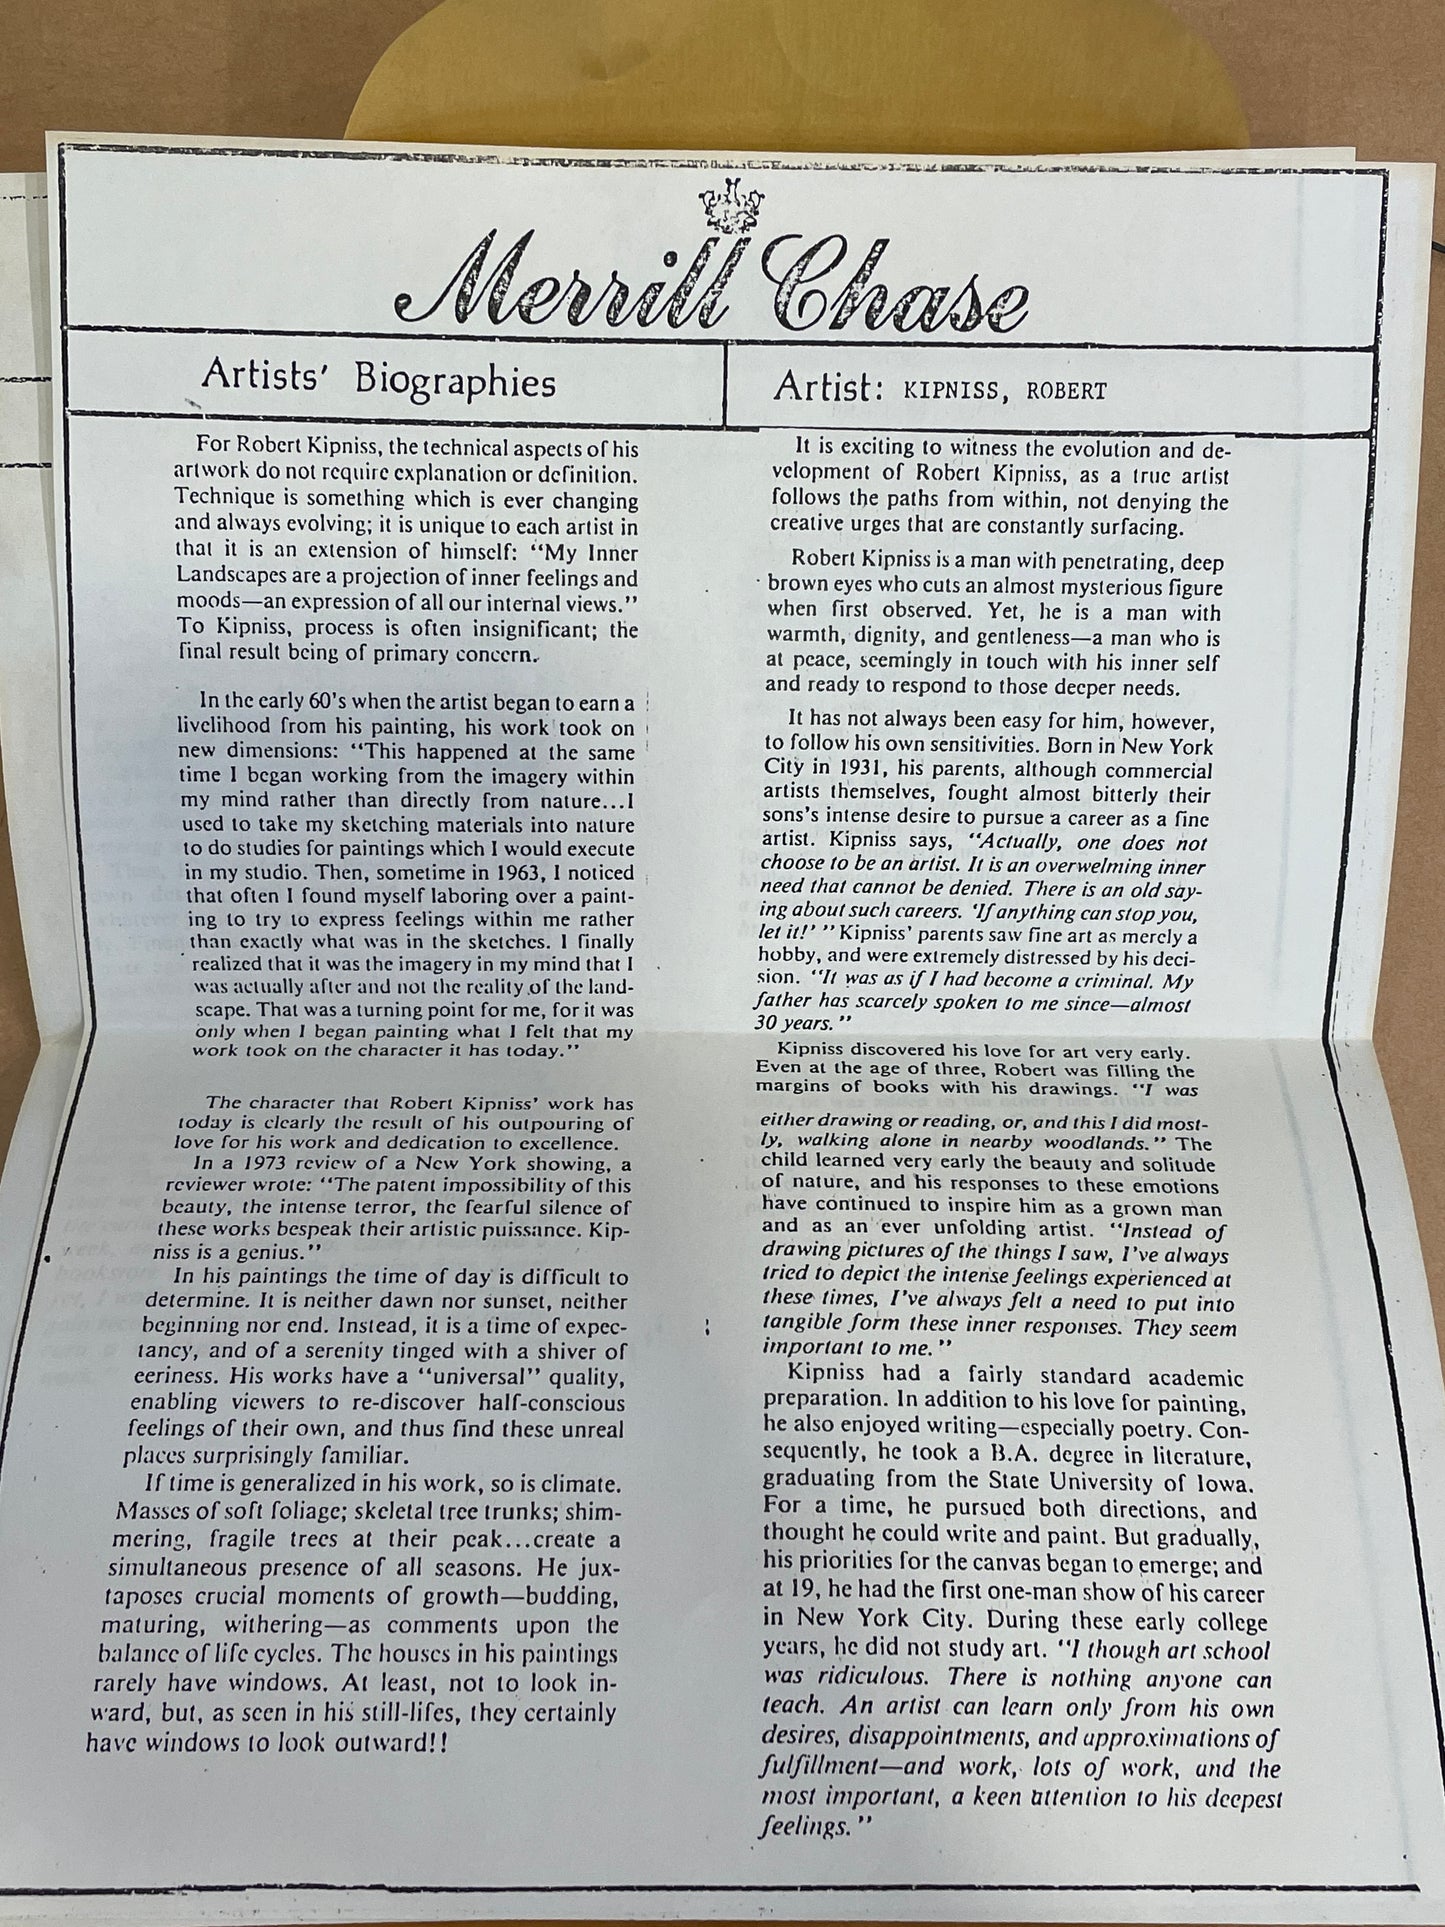 Merrill Chase
Artists' Biographies
Artist: KIPNISS, ROBERT
For Robert Kipniss, the technical aspects of his
artwork do not require explanation or definition.
Technique is something which is ever changing
and always evolving; it is unique to each artist in
that it is an extension of himself: “My Inner
Landscapes are a projection of inner feelings and
moods—an expression of all our internal views.”
To Kipniss, process is often insignificant; the
final result being of primary concern.
In the early 60's when the artist began to earn a
livelihood from his painting, his work took on
new dimensions: “This happened at the same
time I began working from the imagery within
my mind rather than directly from nature...I
used to take my sketching materials into nature
to do studies for paintings which I would execute
in my studio. Then, sometime in 1963, I noticed
that often I found myself laboring over a paint-
ing to try to express feelings within me rather
than exactly what was in the sketches. I finally
realized that it was the imagery in my mind that I
was actually after and not the reality of the land-
scape. That was a turning point for me, for it was
only when I began painting what I felt that my
work took on the character it has today.”
The character that Robert Kipniss' work has
today is clearly the result of his outpouring of
love for his work and dedication to excellence.
In a 1973 review of a New York showing, a
reviewer wrote: “The patent impossibility of this
beauty, the intense terror, the fearful silence of
these works bespeak their artistic puissance. Kip-
niss is a genius.”
In his paintings the time of day is difficult to
determine. It is neither dawn nor sunset, neither
beginning nor end. Instead, it is a time of expec-
tancy, and of a serenity tinged with a shiver of
eeriness. His works have a “universal” quality,
enabling viewers to re-discover half-conscious
feelings of their own, and thus find these unreal
places surprisingly familiar.
If time is generalized in his work, so is climate.
Masses of soft foliage; skeletal tree trunks; shim-
mering, fragile trees at their peak...create a
simultaneous presence of all seasons. He jux-
taposes crucial moments of growth—budding,
maturing, withering—as comments upon the
balance of life cycles. The houses in his paintings
rarely have windows. At least, not to look in-
ward, but, as seen in his still-lifes, they certainly
have windows to look outward!!
It is exciting to witness the evolution and de-
velopment of Robert Kipniss, as a true artist
follows the paths from within, not denying the
creative urges that are constantly surfacing.
Robert Kipniss is a man with penetrating, deep
brown eyes who cuts an almost mysterious figure
when first observed. Yet, he is a man with
warmth, dignity, and gentleness—a man who is
at peace, seemingly in touch with his inner self
and ready to respond to those deeper needs.
It has not always been easy for him, however,
to follow his own sensitivities. Born in New York
City in 1931, his parents, although commercial
artists themselves, fought almost bitterly their
son's intense desire to pursue a career as a fine
artist. Kipniss says, “Actually, one does not
choose to be an artist. It is an overwelming inner
need that cannot be denied. There is an old say-
ing about such careers. ‘If anything can stop you,
let it!’ ” Kipniss' parents saw fine art as merely a
hobby, and were extremely distressed by his deci-
sion. “It was as if I had become a criminal. My
father has scarcely spoken to me since—almost
30 years.”
Kipniss discovered his love for art very early.
Even at the age of three, Robert was filling the
margins of books with his drawings. “I was
either drawing or reading, or, and this I did most-
ly, walking alone in nearby woodlands.” The
child learned very early the beauty and solitude
of nature, and his responses to these emotions
have continued to inspire him as a grown man
and as an ever unfolding artist. “Instead of
drawing pictures of the things I saw, I've always
tried to depict the intense feelings experienced at
these times, I've always felt a need to put into
tangible form these inner responses. They seem
important to me.”
Kipniss had a fairly standard academic
preparation. In addition to his love for painting,
he also enjoyed writing—especially poetry. Con-
sequently, he took a B.A. degree in literature,
graduating from the State University of Iowa.
For a time, he pursued both directions, and
thought he could write and paint. But gradually,
his priorities for the canvas began to emerge; and
at 19, he had the first one-man show of his career
in New York City. During these early college
years, he did not study art. “I though art school
was ridiculous. There is nothing anyone can
teach. An artist can learn only from his own
desires, disappointments, and approximations of
fulfillment—and work, lots of work, and the
most important, a keen attention to his deepest
feelings.”